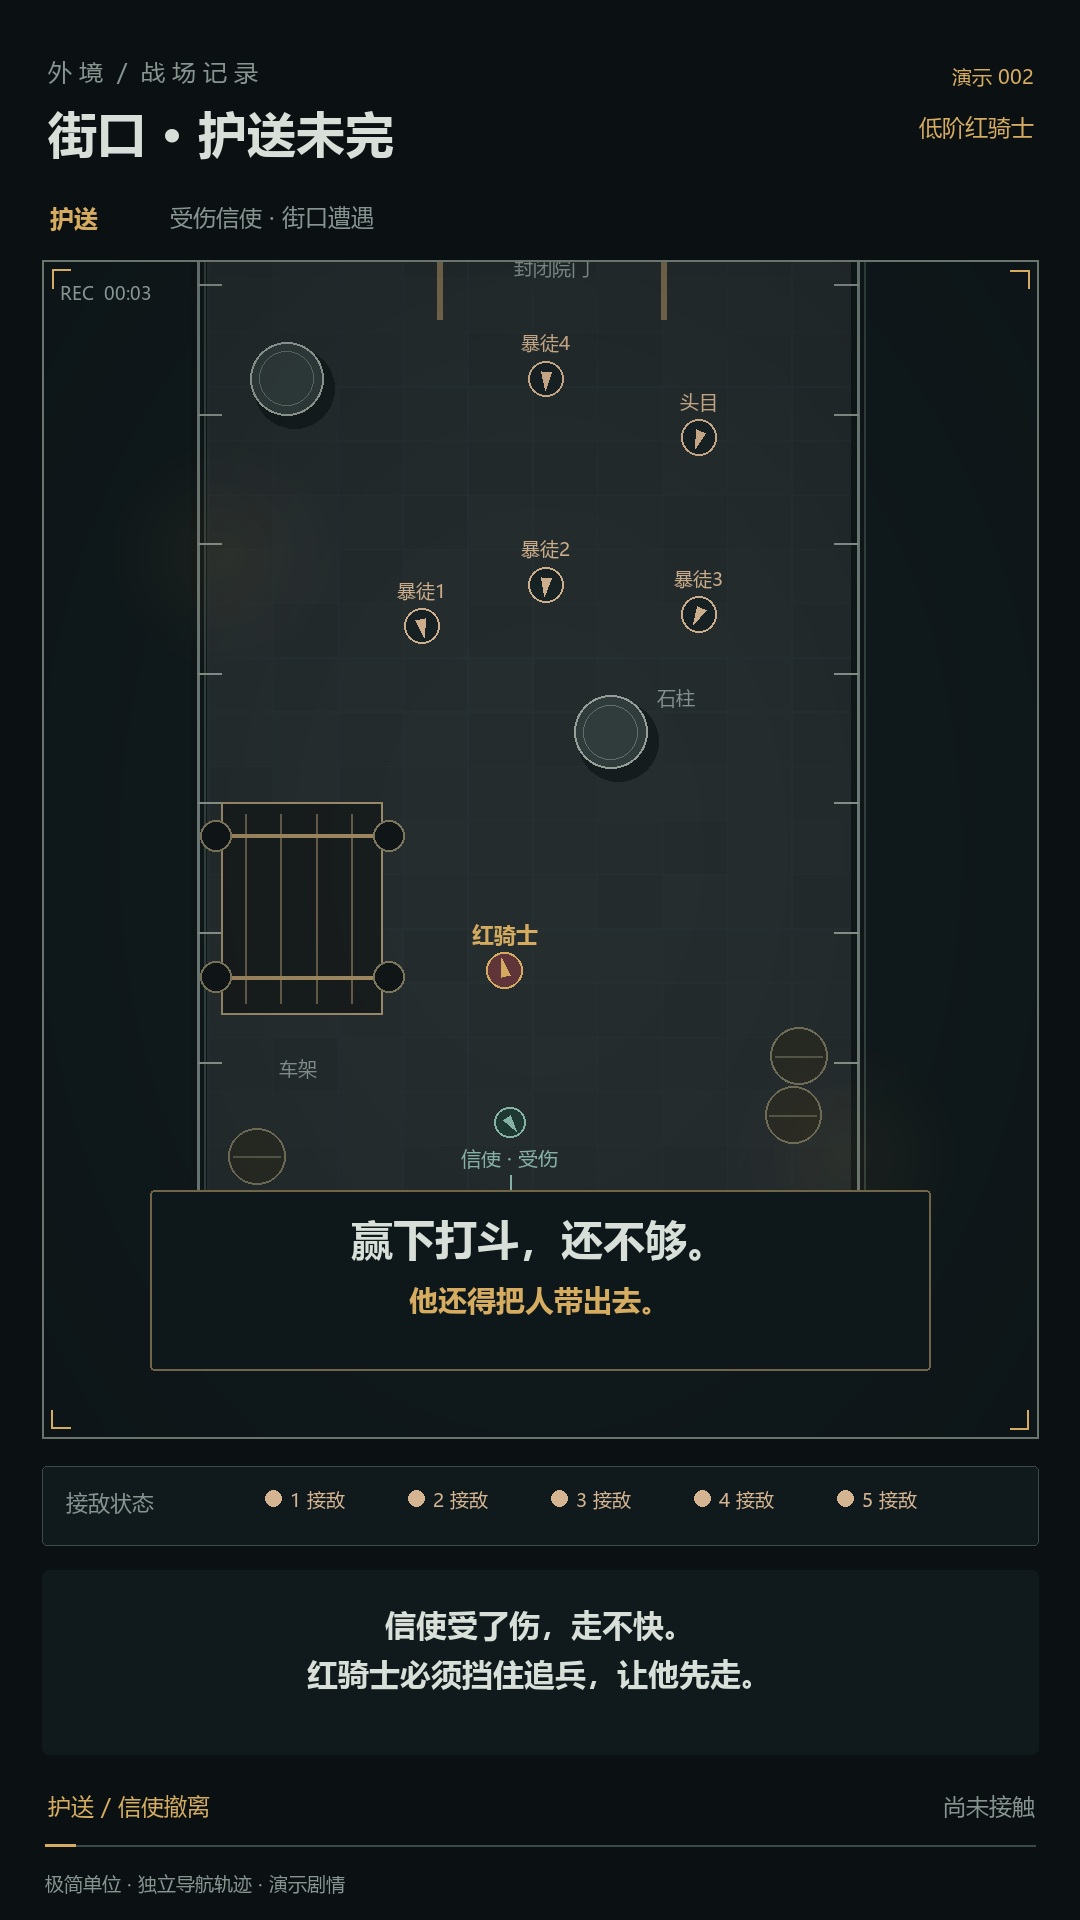 外境 / 战场记录
演示 002
街口·护送未完
低阶红骑士
护送
受伤信使 · 街口遭遇
封闭院门
REC 00:03
暴徒4
头目
暴徒2
暴徒3
暴徒1
石柱
红骑士
车架
信使 · 受伤
赢下打斗，还不够。
他还得把人带出去。
接敌状态
1 接敌
2 接敌
3 接敌
4 接敌
5 接敌
信使受了伤，走不快。
红骑士必须挡住追兵，让他先走。
护送 / 信使撤离
尚未接触
极简单位 · 独立导航轨迹 · 演示剧情